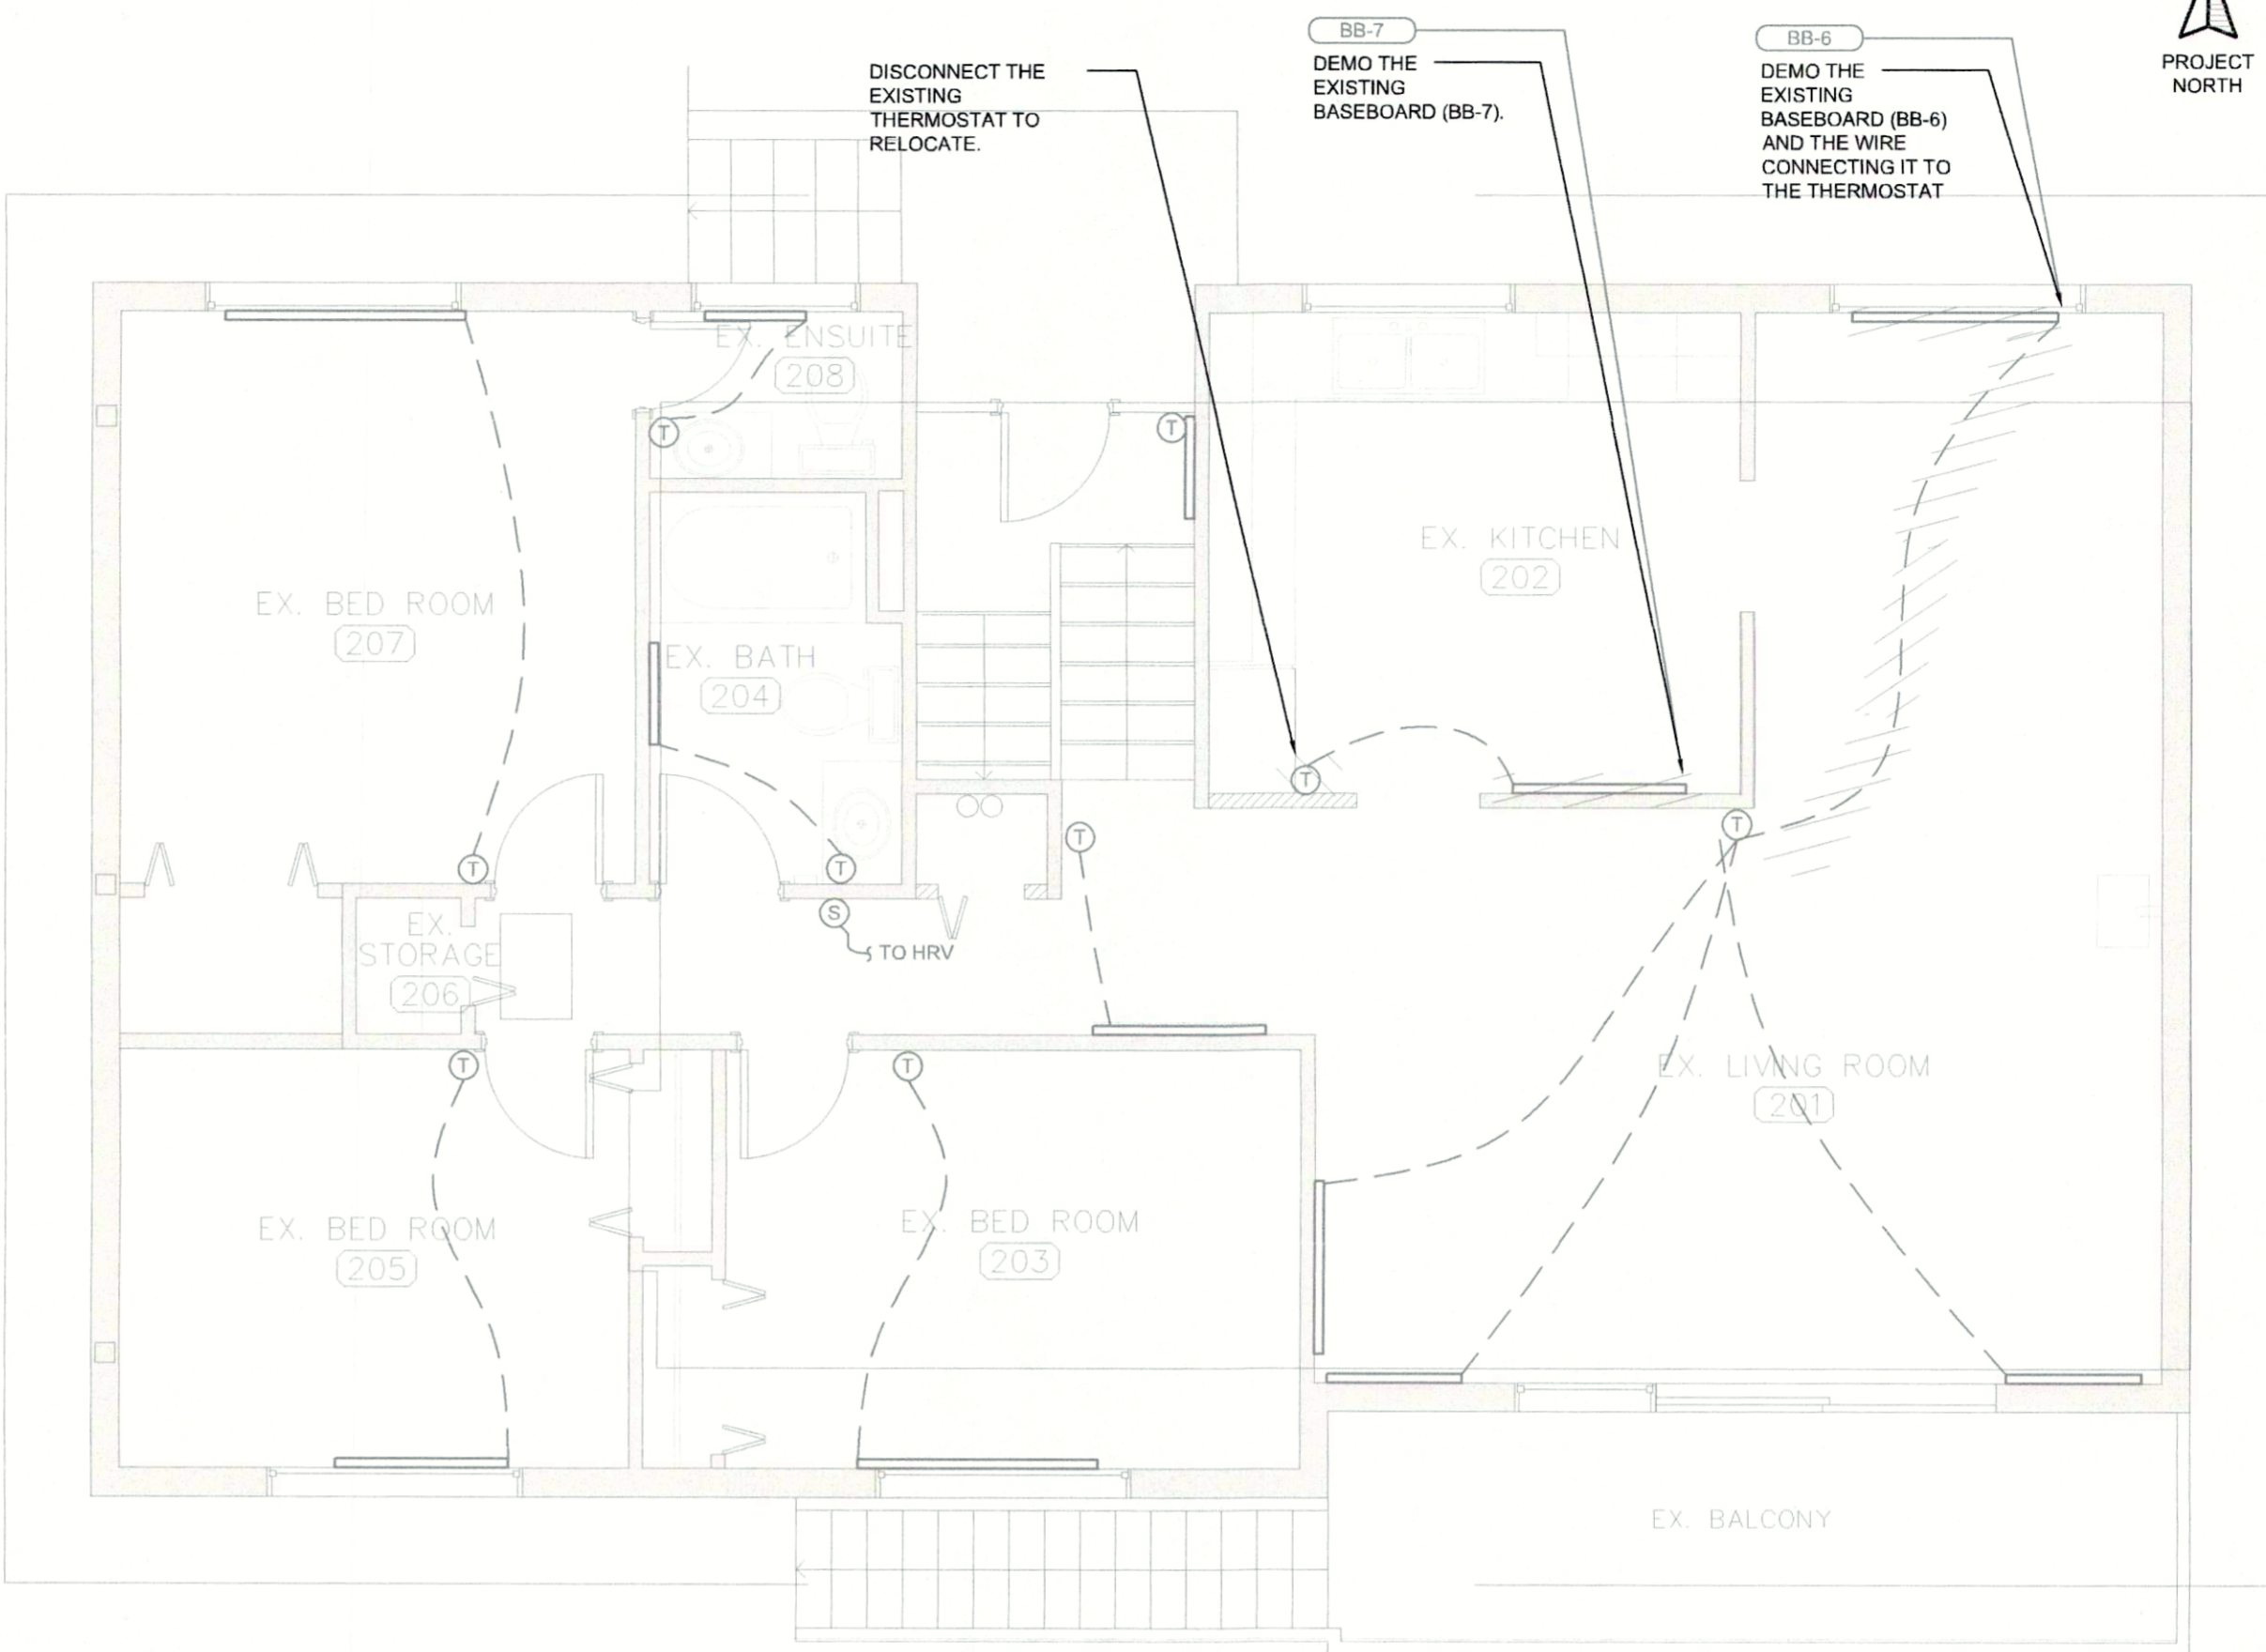 BB-7
BB-6
PROJECT
NORTH
DISCONNECT THE
EXISTING
THERMOSTAT TO
RELOCATE.
DEMO THE
EXISTING
BASEBOARD (BB-7).
DEMO THE
EXISTING
BASEBOARD (BB-6)
AND THE WIRE
CONNECTING IT TO
THE THERMOSTAT
EX. ENSUITE
208
T
T
EX. KITCHEN
202
EX. BED ROOM
207
EX. BATH
204
T
T
T
T
T
S
TO HRV
EX.
STORAGE
206
T
T
EX. LIVING ROOM
201
EX. BED ROOM
205
EX. BED ROOM
203
EX. BALCONY